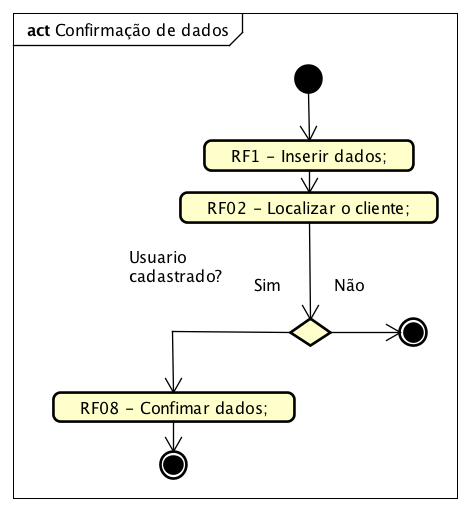 act Confirmação de dados
RF1 - Inserir dados;
RF02 - Localizar o cliente;
Usuario
cadastrado?
Sim
Não
RF08 - Confimar dados;